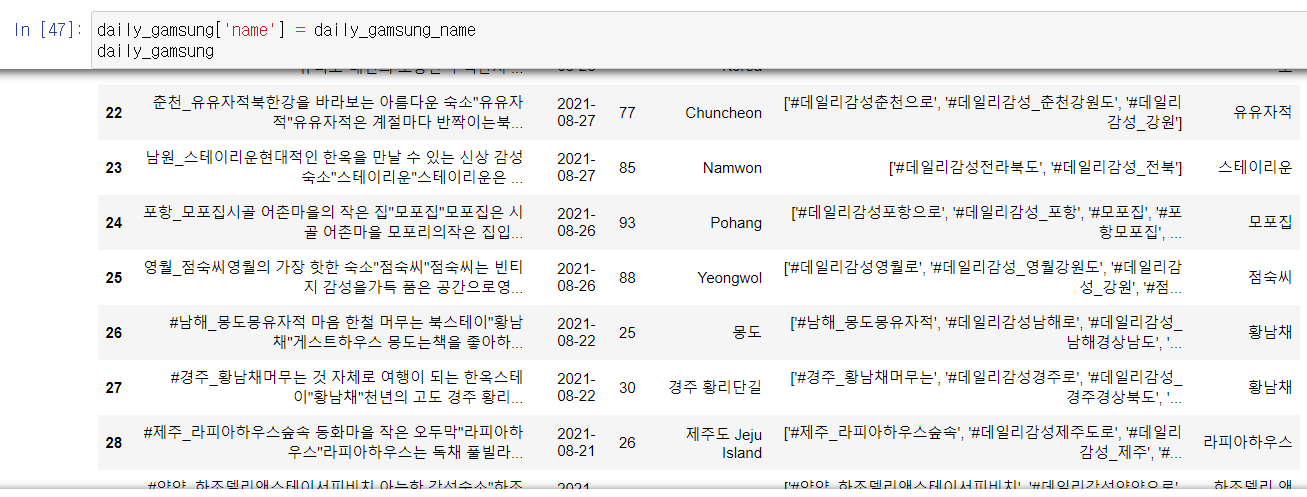 In [47]: daily_gamsung['name'] = daily_gamsung_name
daily_gamsung
22 춘천_유유자적북한강을 바라보는 아름다운 숙소"유유자적"유유자적은 계절마다 반짝이는북... 2021-08-27 77 Chuncheon ['#데일리감성춘천으로', '#데일리감성_춘천강원도', '#데일리감성_강원'] 유유자적
23 남원_스테이리운현대적인 한옥을 만날 수 있는 신상 감성숙소"스테이리운"스테이리운은 ... 2021-08-27 85 Namwon ['#데일리감성전라북도', '#데일리감성_전북'] 스테이리운
24 포항_모포집시골 어촌마을의 작은 집"모포집"모포집은 시골 어촌마을 모포리의작은 집입... 2021-08-26 93 Pohang ['#데일리감성포항으로', '#데일리감성_포항', '#모포집', '#포항모포집', ... 모포집
25 영월_점숙씨영월의 가장 핫한 숙소"점숙씨"점숙씨는 빈티지 감성을가득 품은 공간으로영... 2021-08-26 88 Yeongwol ['#데일리감성영월로', '#데일리감성_영월강원도', '#데일리감성_강원', '#점... 점숙씨
26 #남해_몽도몽유자적 마음 한철 머무는 북스테이"황남채"게스트하우스 몽도는책을 좋아하... 2021-08-22 25 몽도 ['#남해_몽도몽유자적', '#데일리감성남해로', '#데일리감성_남해경상남도', '... 황남채
27 #경주_황남채머무는 것 자체로 여행이 되는 한옥스테이"황남채"천년의 고도 경주 황리... 2021-08-22 30 경주 황리단길 ['#경주_황남채머무는', '#데일리감성경주로', '#데일리감성_경주경상북도', '... 황남채
28 #제주_라피아하우스숲속 동화마을 작은 오두막"라피아하우스"라피아하우스는 독채 풀빌라... 2021-08-21 26 제주도 Jeju Island ['#제주_라피아하우스숲속', '#데일리감성제주도로', '#데일리감성_제주', '#... 라피아하우스